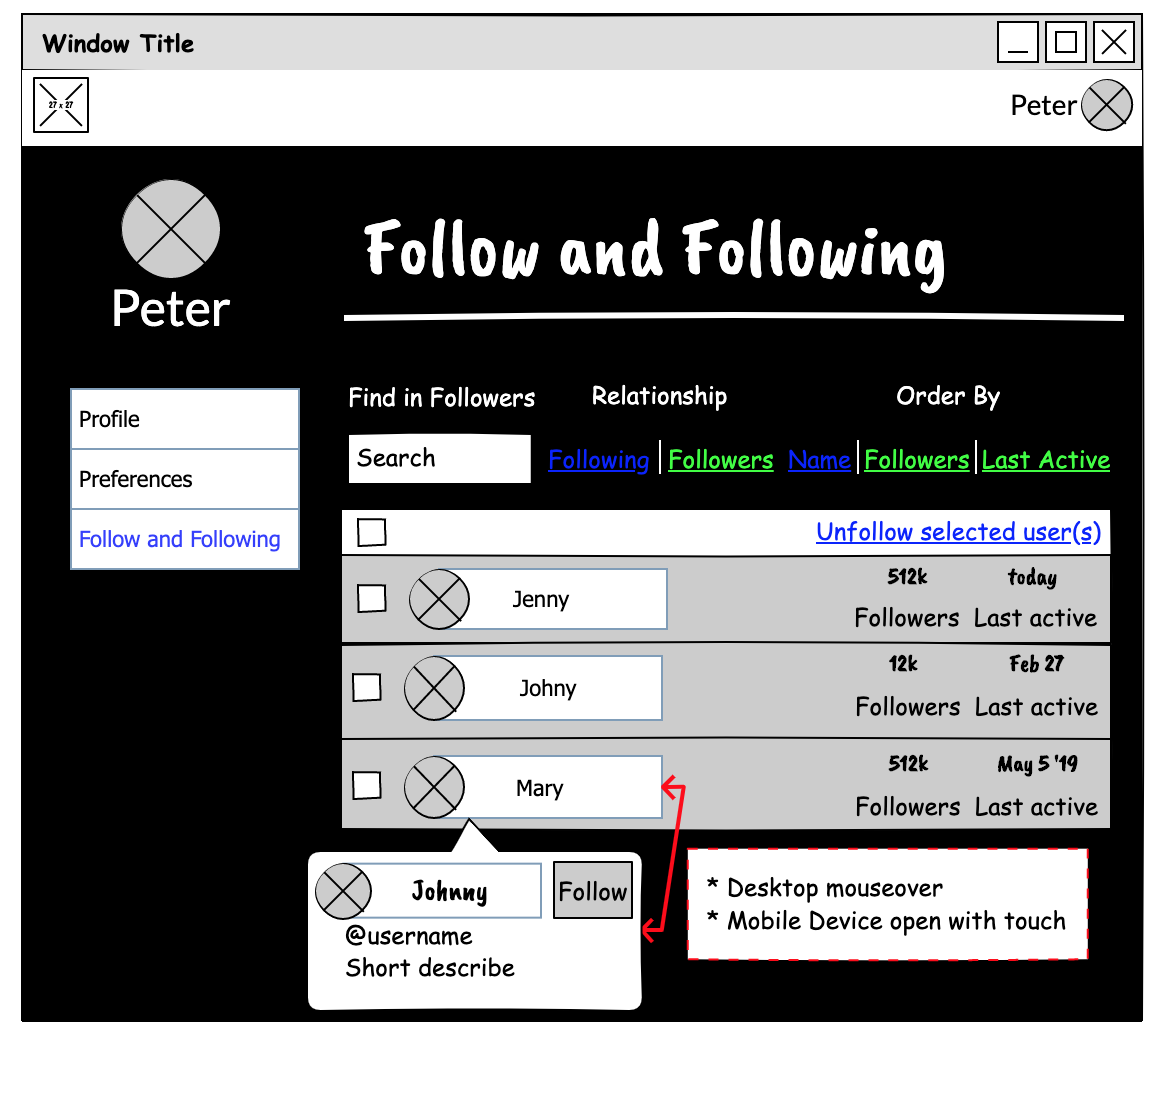 Window Title
27 x 27
Peter
Peter
Follow and Following
Profile
Preferences
Follow and Following
Find in Followers
Relationship
Order By
Search
Following
Followers
Name
Followers
Last Active
Unfollow selected user(s)
Jenny
512k
today
Followers
Last active
Johny
12k
Feb 27
Followers
Last active
Mary
512k
May 5 '19
Followers
Last active
Johnny
Follow
@username
Short describe
* Desktop mouseover
* Mobile Device open with touch